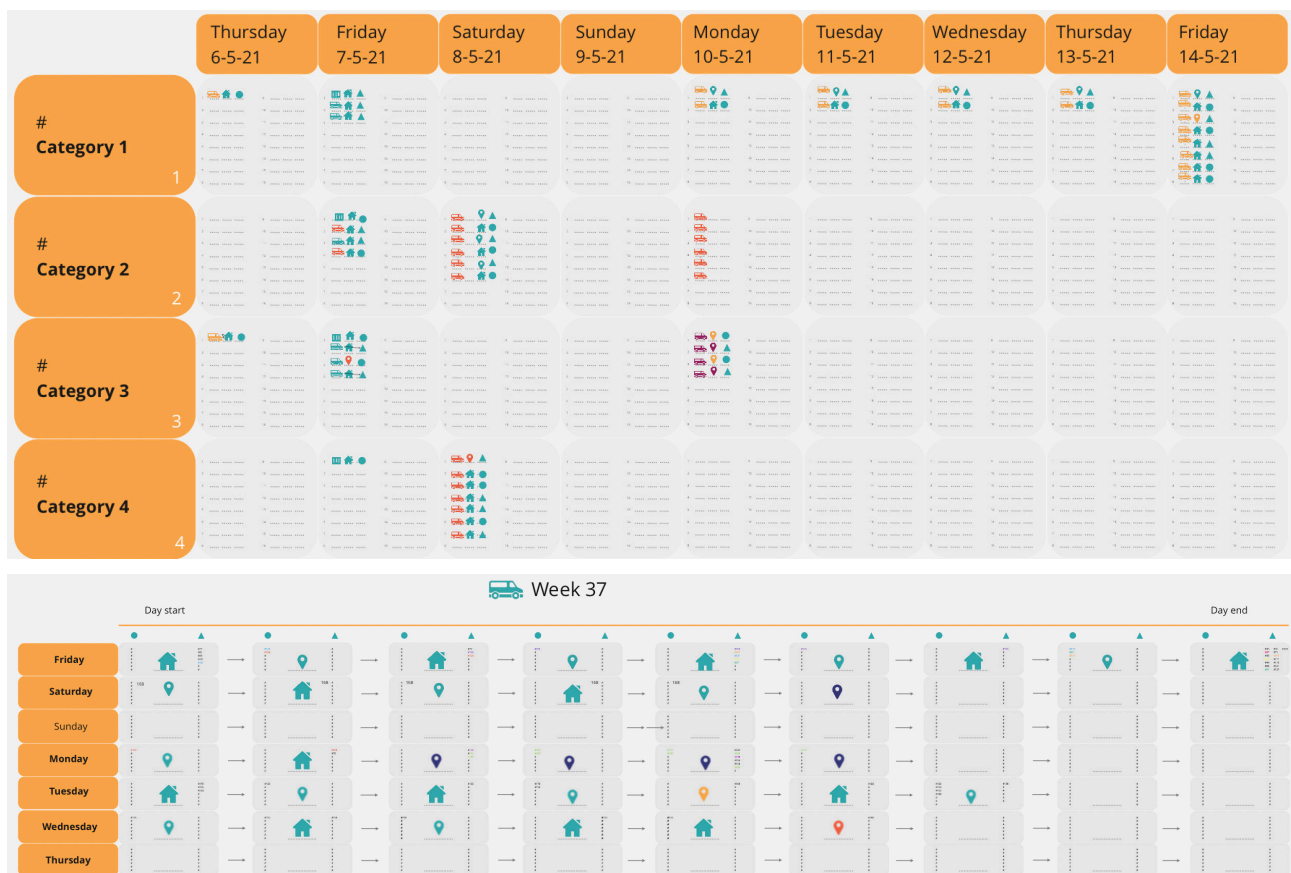 Thursday Friday Saturday Sunday Monday Tuesday Wednesday Thursday Friday
6-5-21 7-5-21 8-5-21 9-5-21 10-5-21 11-5-21 12-5-21 13-5-21 14-5-21
#
Category 1
1
#
Category 2
2
#
Category 3
3
#
Category 4
4
Week 37
Day start Day end
Friday
Saturday
Sunday
Monday
Tuesday
Wednesday
Thursday